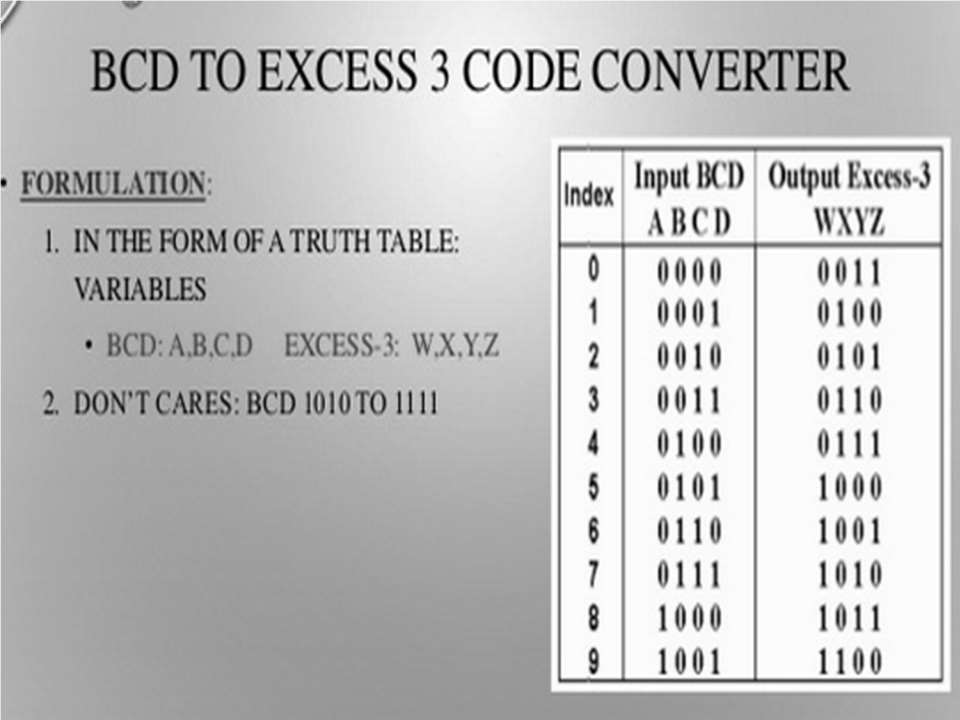 BCD TO EXCESS 3 CODE CONVERTER
• FORMULATION:
1. IN THE FORM OF A TRUTH TABLE:
VARIABLES
• BCD: A,B,C,D EXCESS-3: W,X,Y,Z
2. DON'T CARES: BCD 1010 TO 1111
Index Input BCD Output Excess-3
A B C D WXYZ
0 0 0 0 0 0 0 1 1
1 0 0 0 1 0 1 0 0
2 0 0 1 0 0 1 0 1
3 0 0 1 1 0 1 1 0
4 0 1 0 0 0 1 1 1
5 0 1 0 1 1 0 0 0
6 0 1 1 0 1 0 0 1
7 0 1 1 1 1 0 1 0
8 1 0 0 0 1 0 1 1
9 1 0 0 1 1 1 0 0